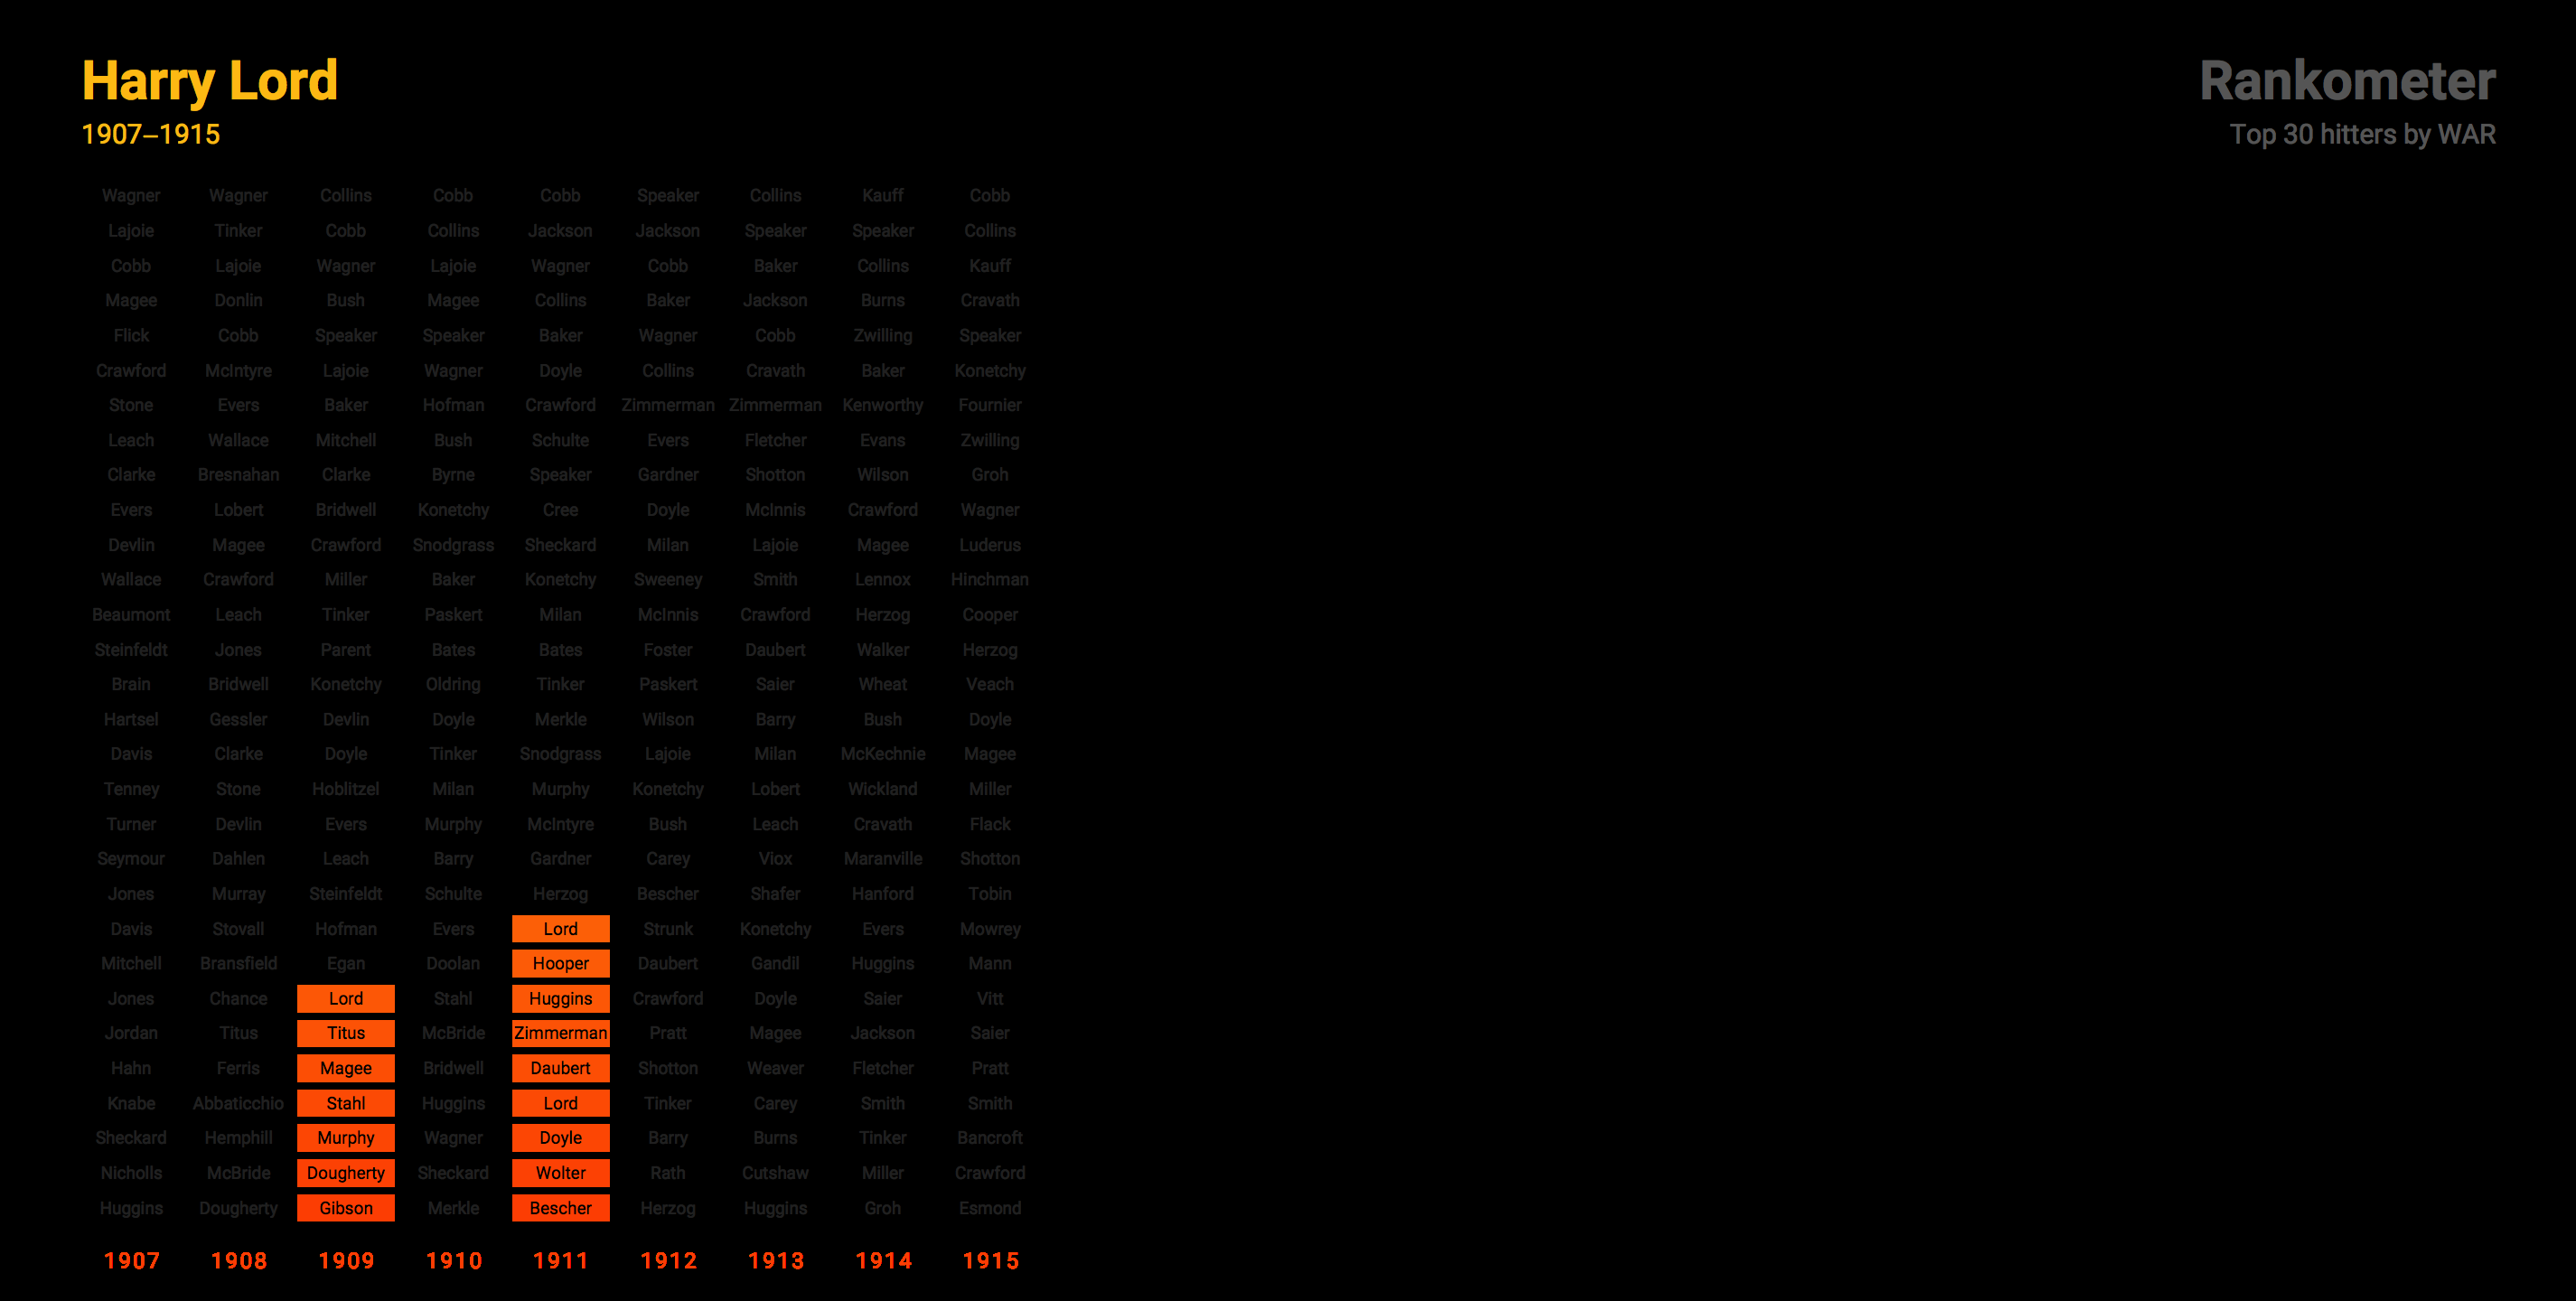 Harry Lord
1907–1915
Rankometer
Top 30 hitters by WAR
Wagner Wagner Collins Cobb Cobb Speaker Collins Kauff Cobb
Lajoie Tinker Cobb Collins Jackson Jackson Speaker Speaker Collins
Cobb Lajoie Wagner Lajoie Wagner Cobb Baker Collins Kauff
Magee Donlin Bush Magee Collins Baker Jackson Burns Cravath
Flick Cobb Speaker Speaker Baker Wagner Cobb Zwilling Speaker
Crawford McIntyre Lajoie Wagner Doyle Collins Cravath Baker Konetchy
Stone Evers Baker Hofman Crawford Zimmerman Zimmerman Kenworthy Fournier
Leach Wallace Mitchell Bush Schulte Evers Fletcher Evans Zwilling
Clarke Bresnahan Clarke Byrne Speaker Gardner Shotton Wilson Groh
Evers Lobert Bridwell Konetchy Cree Doyle McInnis Crawford Wagner
Devlin Magee Crawford Snodgrass Sheckard Milan Lajoie Magee Luderus
Wallace Crawford Miller Baker Konetchy Sweeney Smith Lennox Hinchman
Beaumont Leach Tinker Paskert Milan McInnis Crawford Herzog Cooper
Steinfeldt Jones Parent Bates Bates Foster Daubert Walker Herzog
Brain Bridwell Konetchy Oldring Tinker Paskert Saier Wheat Veach
Hartsel Gessler Devlin Doyle Merkle Wilson Barry Bush Doyle
Davis Clarke Doyle Tinker Snodgrass Lajoie Milan McKechnie Magee
Tenney Stone Hoblitzel Milan Murphy Konetchy Lobert Wickland Miller
Turner Devlin Evers Murphy McIntyre Bush Leach Cravath Flack
Seymour Dahlen Leach Barry Gardner Carey Viox Maranville Shotton
Jones Murray Steinfeldt Schulte Herzog Bescher Shafer Hanford Tobin
Davis Stovall Hofman Evers Lord Strunk Konetchy Evers Mowrey
Mitchell Bransfield Egan Doolan Hooper Daubert Gandil Huggins Mann
Jones Chance Lord Stahl Huggins Crawford Doyle Saier Vitt
Jordan Titus Titus McBride Zimmerman Pratt Magee Jackson Saier
Hahn Ferris Magee Bridwell Daubert Shotton Weaver Fletcher Pratt
Knabe Abbaticchio Stahl Huggins Lord Tinker Carey Smith Smith
Sheckard Hemphill Murphy Wagner Doyle Barry Burns Tinker Bancroft
Nicholls McBride Dougherty Sheckard Wolter Rath Cutshaw Miller Crawford
Huggins Dougherty Gibson Merkle Bescher Herzog Huggins Groh Esmond
1907 1908 1909 1910 1911 1912 1913 1914 1915